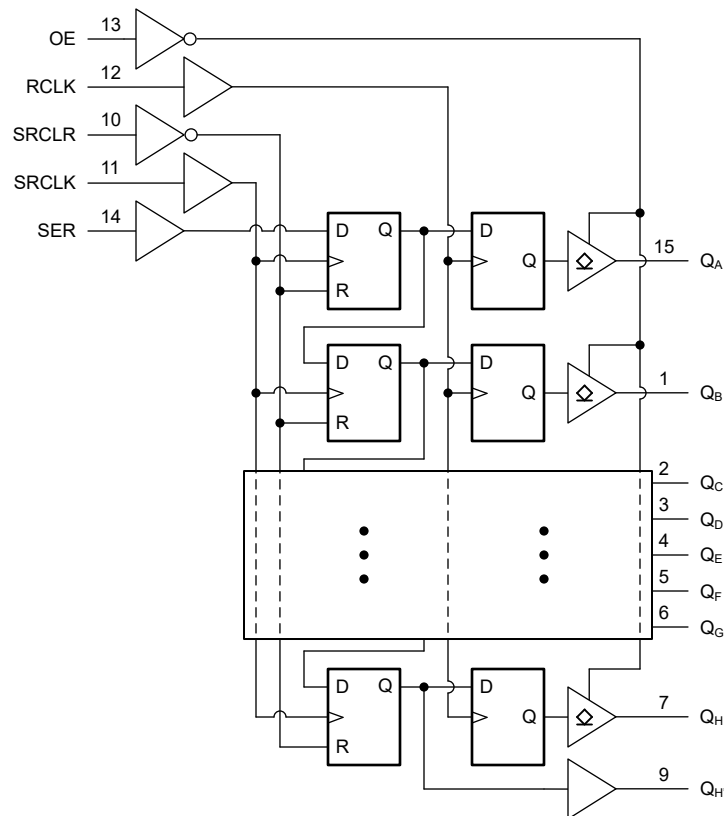 OE 13
RCLK 12
SRCLR 10
SRCLK 11
SER 14
D Q D
Q 15 QA
R
D Q D
Q 1 QB
R
2 QC
3 QD
4 QE
5 QF
6 QG
D Q D
Q 7 QH
R
9 QH'